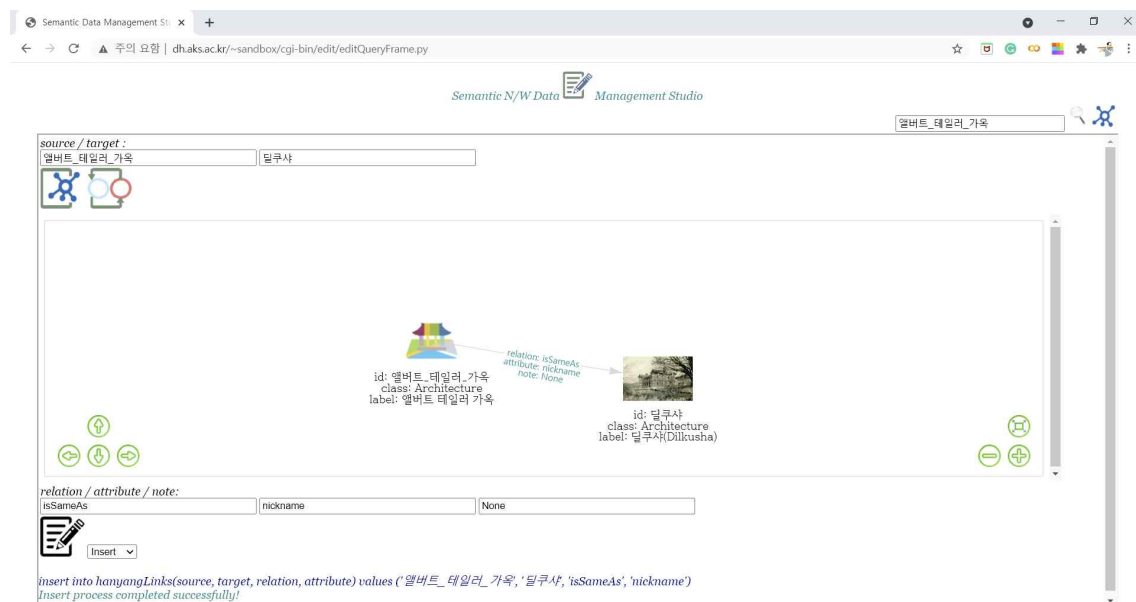 Semantic Data Management St
주의 요함 | dh.aks.ac.kr/~sandbox/cgi-bin/edit/editQueryFrame.py
Semantic N/W Data Management Studio
앨버트_테일러_가옥
source / target :
앨버트_테일러_가옥 딜쿠샤
relation: isSameAs
attribute: nickname
note: None
id: 앨버트_테일러_가옥
class: Architecture
label: 앨버트 테일러 가옥
id: 딜쿠샤
class: Architecture
label: 딜쿠샤(Dilkusha)
relation / attribute / note:
isSameAs nickname None
Insert
insert into hanyangLinks(source, target, relation, attribute) values ('앨버트_ 테일러_ 가옥', '딜쿠샤', 'isSameAs', 'nickname')
Insert process completed successfully!